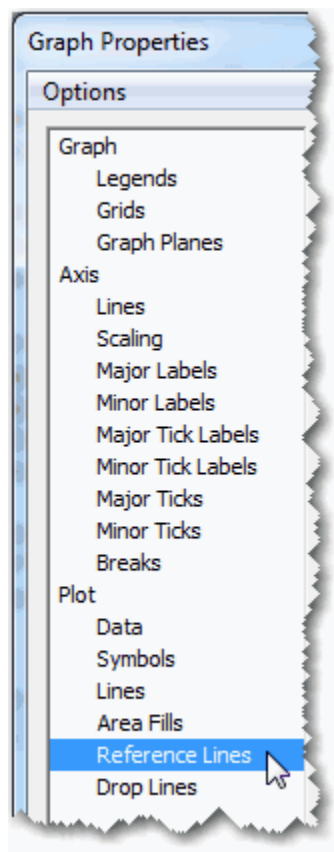 Graph Properties
Options
Graph
Legends
Grids
Graph Planes
Axis
Lines
Scaling
Major Labels
Minor Labels
Major Tick Labels
Minor Tick Labels
Major Ticks
Minor Ticks
Breaks
Plot
Data
Symbols
Lines
Area Fills
Reference Lines
Drop Lines